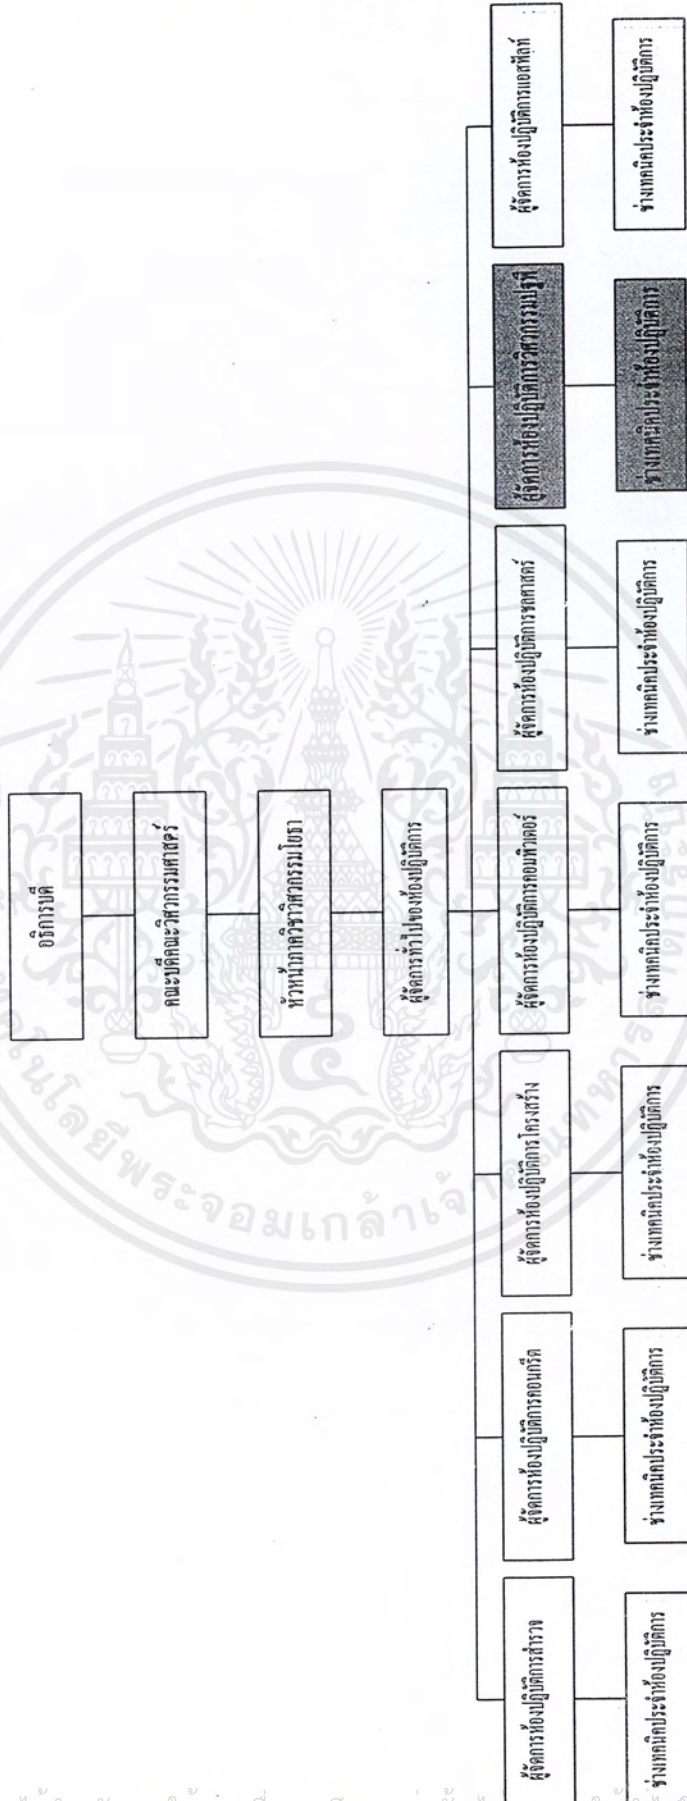 อธิการบดี
คณะบดีคณะวิศวกรรมศาสตร์
หัวหน้าภาควิชาวิศวกรรมโยธา
ผู้จัดการทั่วไปของห้องปฏิบัติการ
ผู้จัดการห้องปฏิบัติการสำรวจ
ผู้จัดการห้องปฏิบัติการคอนกรีต
ผู้จัดการห้องปฏิบัติการโครงสร้าง
ผู้จัดการห้องปฏิบัติการคอมพิวเตอร์
ผู้จัดการห้องปฏิบัติการชลศาสตร์
ผู้จัดการห้องปฏิบัติการวิศวกรรมปฐพี
ผู้จัดการห้องปฏิบัติการแอสฟัลท์
ช่างเทคนิคประจำห้องปฏิบัติการ
ช่างเทคนิคประจำห้องปฏิบัติการ
ช่างเทคนิคประจำห้องปฏิบัติการ
ช่างเทคนิคประจำห้องปฏิบัติการ
ช่างเทคนิคประจำห้องปฏิบัติการ
ช่างเทคนิคประจำห้องปฏิบัติการ
ช่างเทคนิคประจำห้องปฏิบัติการ